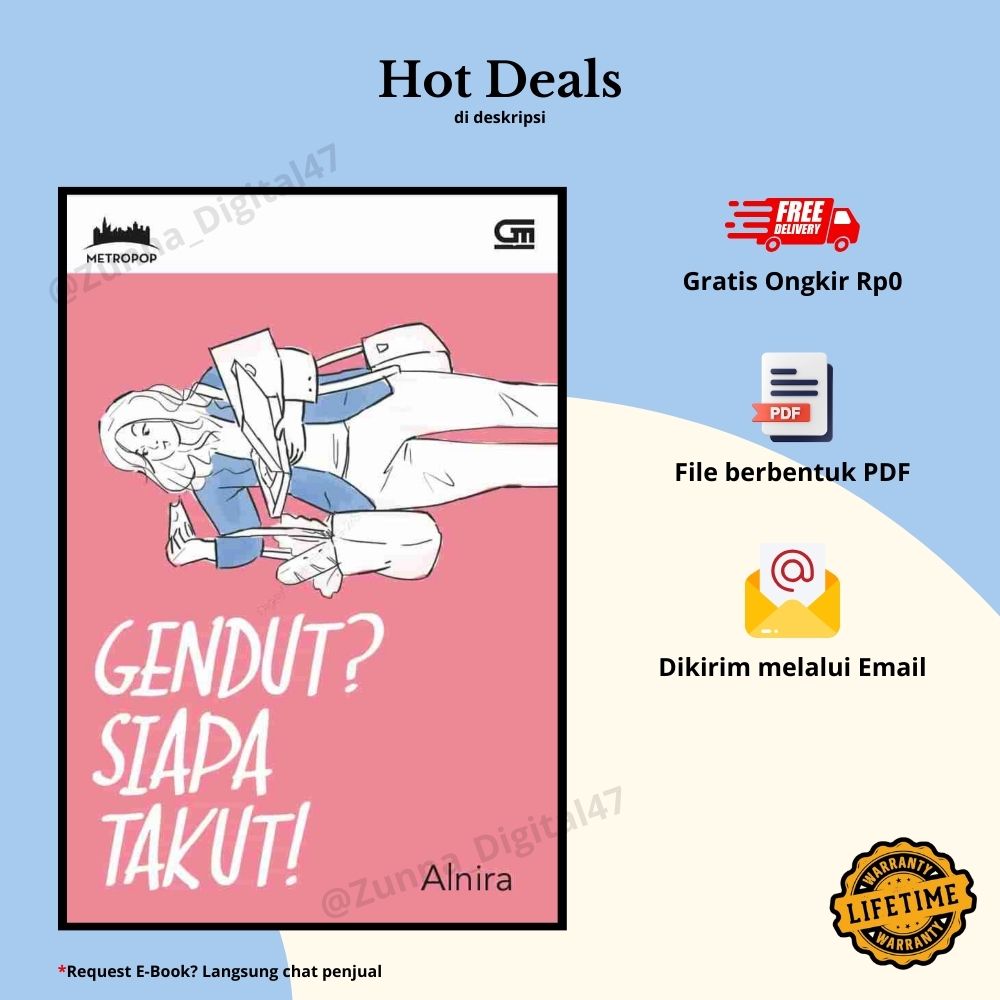 Hot Deals
di deskripsi
@Zunna_Digital47
METROPOP
GM
GENDUT?
SIAPA
TAKUT!
Alnira
@Zunna_Digital47
FREE
DELIVERY
Gratis Ongkir Rp0
PDF
File berbentuk PDF
@
Dikirim melalui Email
WARRANTY
LIFETIME
WARRANTY
*Request E-Book? Langsung chat penjual